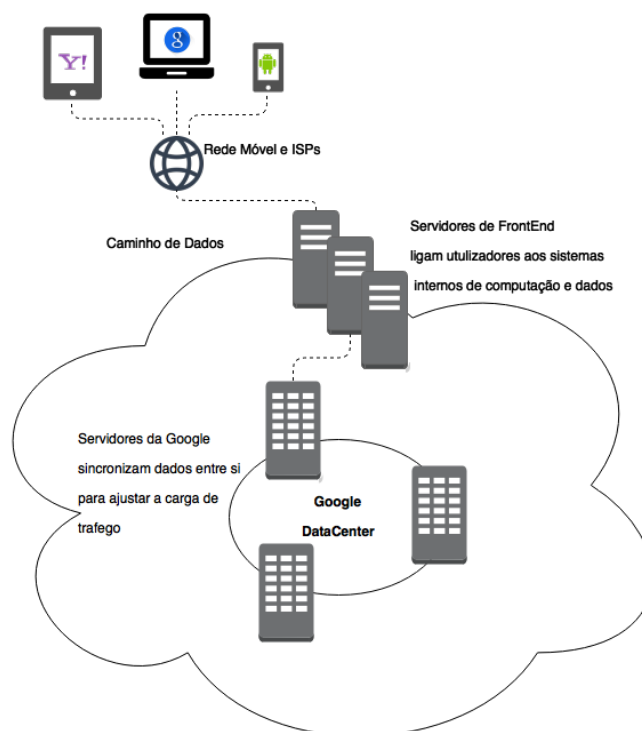 Y!
g
Rede Móvel e ISPs
Caminho de Dados
Servidores de FrontEnd
ligam utulizadores aos sistemas
internos de computação e dados
Servidores da Google
sincronizam dados entre si
para ajustar a carga de
trafego
Google
DataCenter